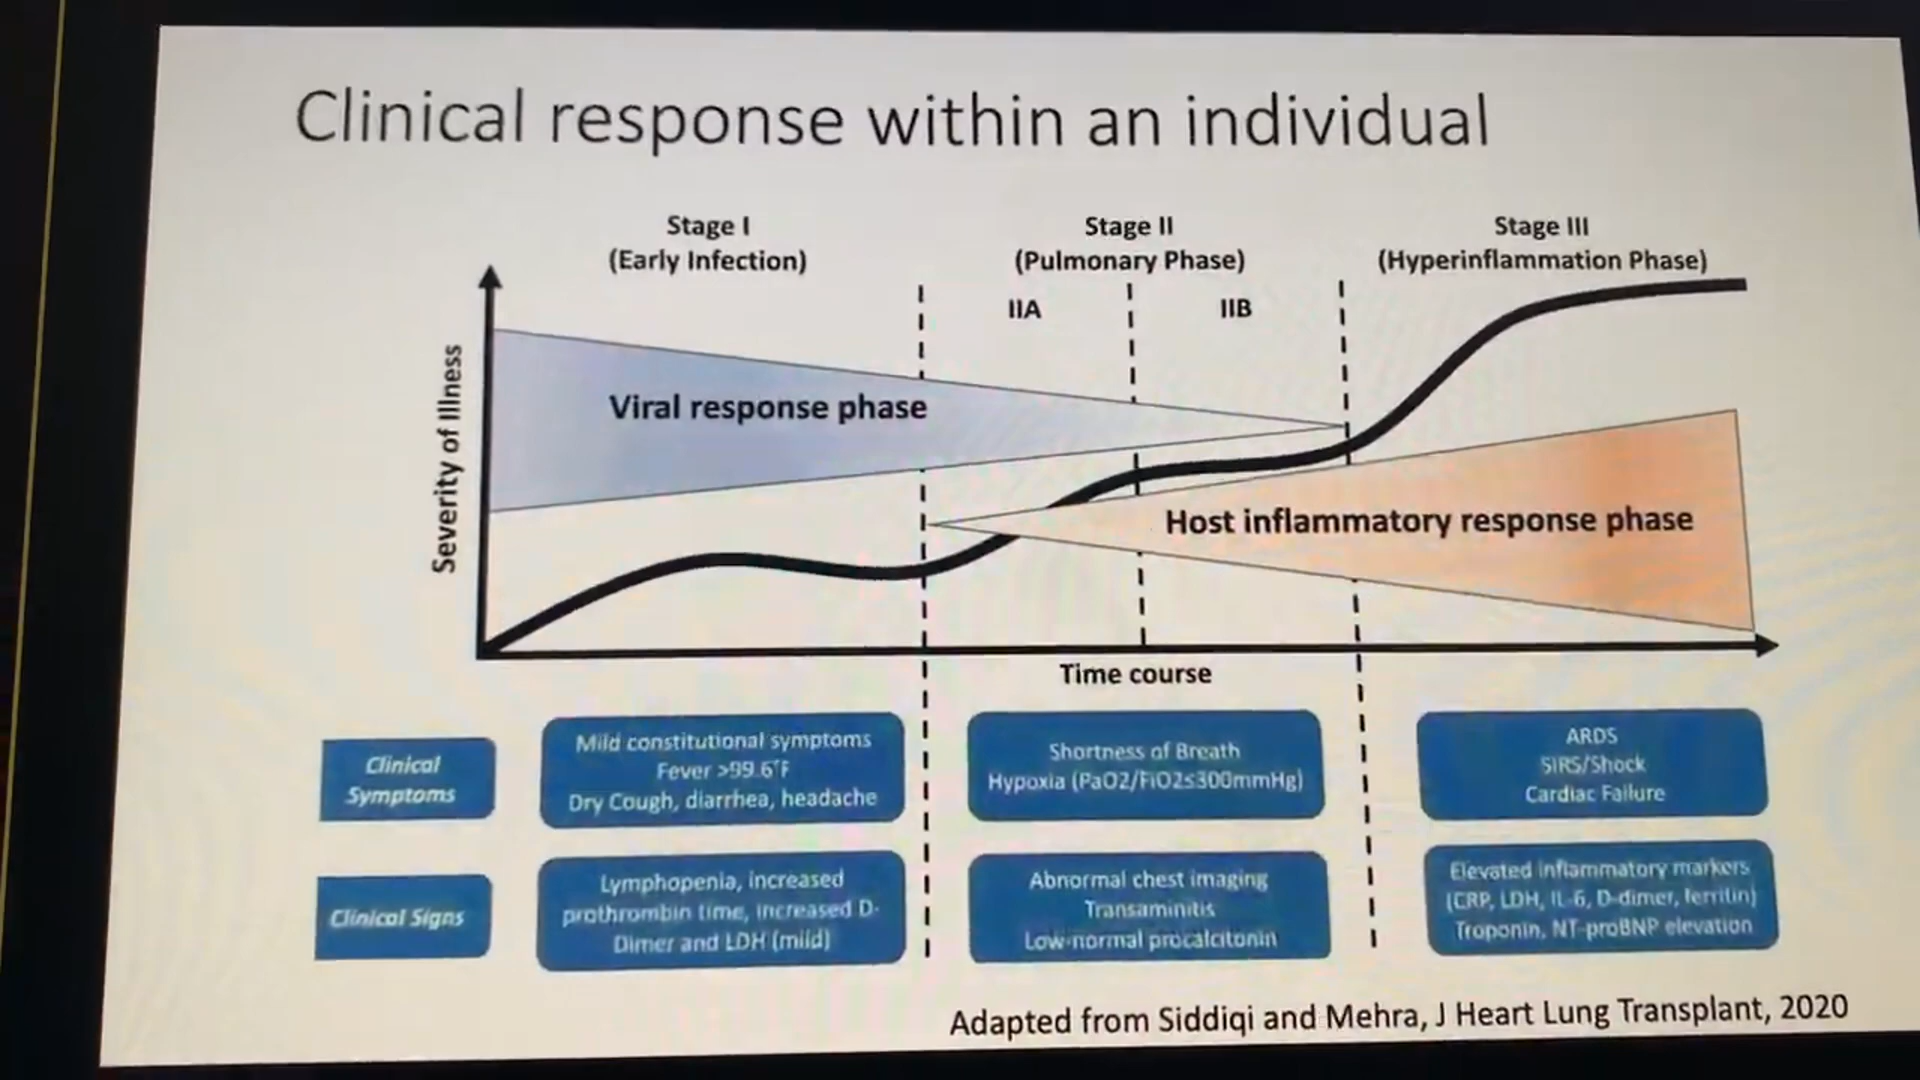 Clinical response within an individual
Stage I
(Early Infection)
Stage II
(Pulmonary Phase)
Stage III
(Hyperinflammation Phase)
IIA
IIB
Severity of Illness
Viral response phase
Host inflammatory response phase
Time course
Clinical
Symptoms
Mild constitutional symptoms
Fever >99.6°F
Dry Cough, diarrhea, headache
Shortness of Breath
Hypoxia (PaO2/FiO2≤300mmHg)
ARDS
SIRS/Shock
Cardiac Failure
Clinical Signs
Lymphopenia, increased
prothrombin time, increased D-
Dimer and LDH (mild)
Abnormal chest imaging
Transaminitis
Low-normal procalcitonin
Elevated inflammatory markers
(CRP, LDH, IL-6, D-dimer, ferritin)
Troponin, NT-proBNP elevation
Adapted from Siddiqi and Mehra, J Heart Lung Transplant, 2020